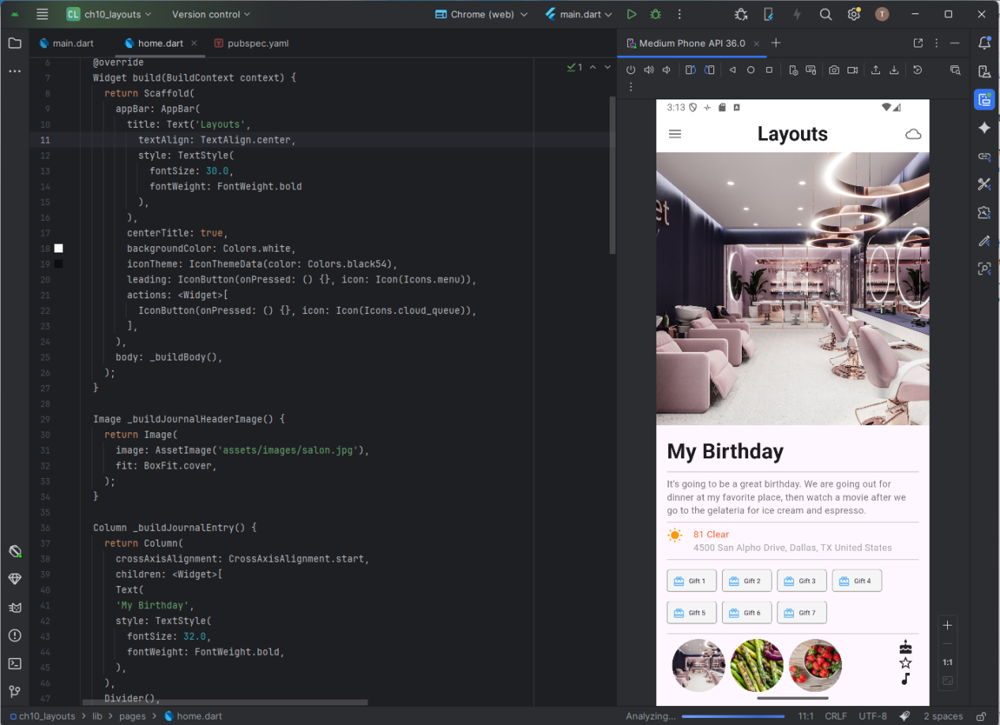 CL ch10_layouts Version control Chrome (web) main.dart T
main.dart home.dart pubspec.yaml Medium Phone API 36.0
1
6 @override
7 Widget build(BuildContext context) {
8 return Scaffold(
9 appBar: AppBar(
10 title: Text('Layouts',
11 textAlign: TextAlign.center,
12 style: TextStyle(
13 fontSize: 30.0,
14 fontWeight: FontWeight.bold
15 ),
16 ),
17 centerTitle: true,
18 backgroundColor: Colors.white,
19 iconTheme: IconThemeData(color: Colors.black54),
20 leading: IconButton(onPressed: () {}, icon: Icon(Icons.menu)),
21 actions: <Widget>[
22 IconButton(onPressed: () {}, icon: Icon(Icons.cloud_queue)),
23 ],
24 ),
25 body: _buildBody(),
26 );
27 }
28
29 Image _buildJournalHeaderImage() {
30 return Image(
31 image: AssetImage('assets/images/salon.jpg'),
32 fit: BoxFit.cover,
33 );
34 }
35
36 Column _buildJournalEntry() {
37 return Column(
38 crossAxisAlignment: CrossAxisAlignment.start,
39 children: <Widget>[
40 Text(
41 'My Birthday',
42 style: TextStyle(
43 fontSize: 32.0,
44 fontWeight: FontWeight.bold,
45 ),
46 ),
47 Divider(),
3:13 A
Layouts
My Birthday
It's going to be a great birthday. We are going out for
dinner at my favorite place, then watch a movie after we
go to the gelateria for ice cream and espresso.
81 Clear
4500 San Alpho Drive, Dallas, TX United States
Gift 1 Gift 2 Gift 3 Gift 4
Gift 5 Gift 6 Gift 7
1:1
ch10_layouts > lib > pages > home.dart Analyzing... 11:1 CRLF UTF-8 2 spaces